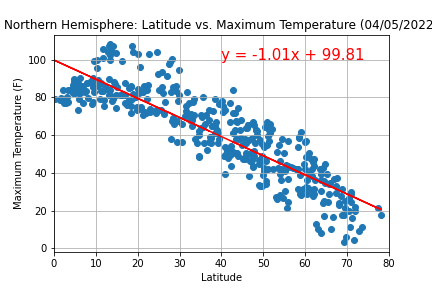 Northern Hemisphere: Latitude vs. Maximum Temperature (04/05/2022
y = -1.01x + 99.81
Maximum Temperature (F)
100
80
60
40
20
0
0 10 20 30 40 50 60 70 80
Latitude